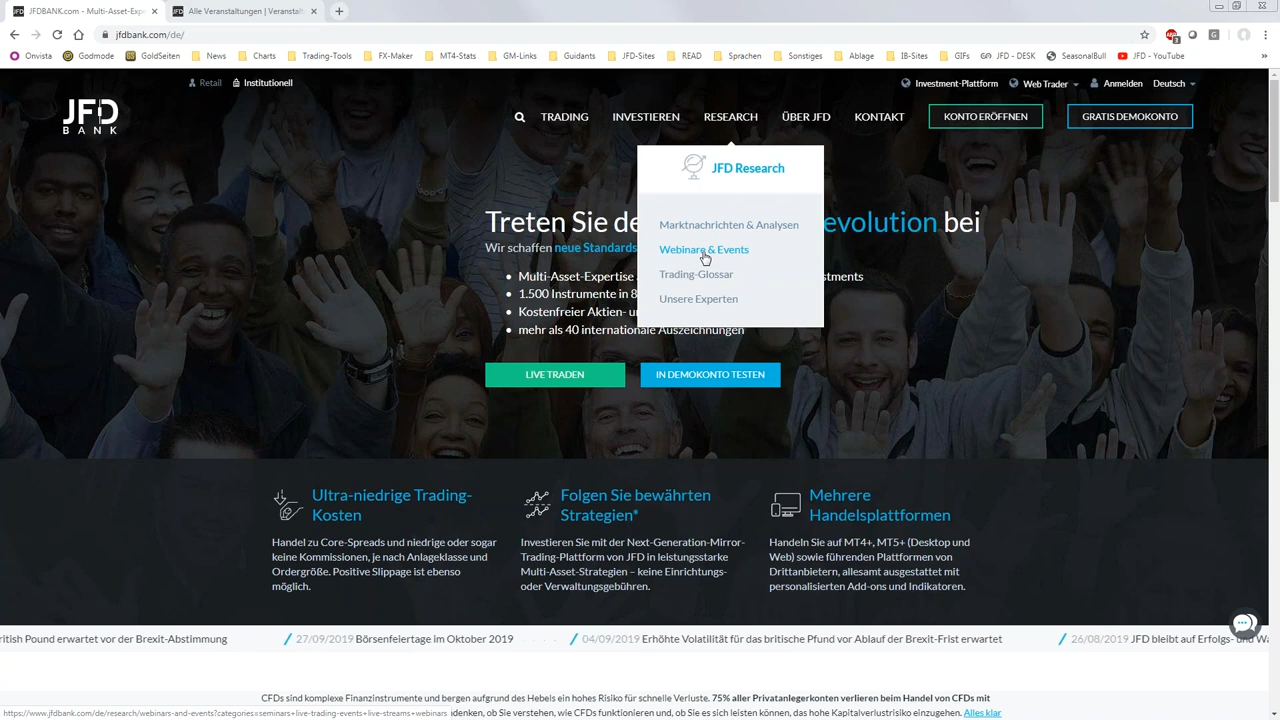 JFDBANK.com - Multi-Asset-Exp
Alle Veranstaltungen | Veranstalt
jfdbank.com/de/
Onvista
Godmode
GoldSeiten
News
Charts
Trading-Tools
FX-Maker
MT4-Stats
GM-Links
Guidants
JFD-Sites
READ
Sprachen
Sonstiges
Ablage
IB-Sites
GIFs
JFD - DESK
SeasonalBull
JFD - YouTube
»
Retail
Institutionell
Investment-Plattform
Web Trader
Anmelden
Deutsch
JFD
BANK
TRADING
INVESTIEREN
RESEARCH
ÜBER JFD
KONTAKT
KONTO ERÖFFNEN
GRATIS DEMOKONTO
JFD Research
Marktnachrichten & Analysen
Webinare & Events
Trading-Glossar
Unsere Experten
Treten Sie de evolution bei
Wir schaffen neue Standards
Multi-Asset-Expertise stments
1.500 Instrumente in 8
Kostenfreier Aktien- u
mehr als 40 internationale Auszeichnungen
LIVE TRADEN
IN DEMOKONTO TESTEN
Ultra-niedrige Trading-
Kosten
Handel zu Core-Spreads und niedrige oder sogar
keine Kommissionen, je nach Anlageklasse und
Ordergröße. Positive Slippage ist ebenso
möglich.
Folgen Sie bewährten
Strategien*
Investieren Sie mit der Next-Generation-Mirror-
Trading-Plattform von JFD in leistungsstarke
Multi-Asset-Strategien – keine Einrichtungs-
oder Verwaltungsgebühren.
Mehrere
Handelsplattformen
Handeln Sie auf MT4+, MT5+ (Desktop und
Web) sowie führenden Plattformen von
Drittanbietern, allesamt ausgestattet mit
personalisierten Add-ons und Indikatoren.
ritish Pound erwartet vor der Brexit-Abstimmung
27/09/2019 Börsenfeiertage im Oktober 2019
04/09/2019 Erhöhte Volatilität für das britische Pfund vor Ablauf der Brexit-Frist erwartet
26/08/2019 JFD bleibt auf Erfolgs- und Wa
CFDs sind komplexe Finanzinstrumente und bergen aufgrund des Hebels ein hohes Risiko für schnelle Verluste. 75% aller Privatanlegerkonten verlieren beim Handel von CFDs mit
https://www.jfdbank.com/de/research/webinars-and-events?categories=seminars+live-trading-events+live-streams+webinars
idenken, ob Sie verstehen, wie CFDs funktionieren und, ob Sie es sich leisten können, das hohe Kapitalverlustrisiko einzugehen. Alles klar